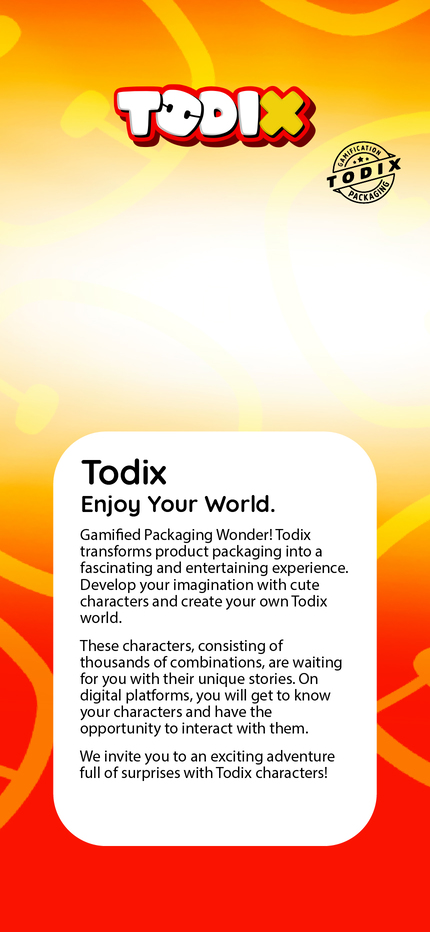 TODIX
GAMIFICATION
TODIX
PACKAGING
Todix
Enjoy Your World.
Gamified Packaging Wonder! Todix
transforms product packaging into a
fascinating and entertaining experience.
Develop your imagination with cute
characters and create your own Todix
world.
These characters, consisting of
thousands of combinations, are waiting
for you with their unique stories. On
digital platforms, you will get to know
your characters and have the
opportunity to interact with them.
We invite you to an exciting adventure
full of surprises with Todix characters!